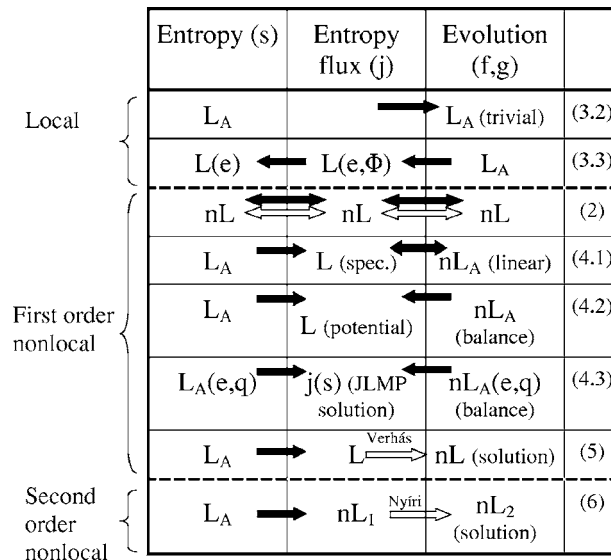 Entropy (s) Entropy flux (j) Evolution (f,g)
Local
L_A L_A (trivial) (3.2)
L(e) L(e,Φ) L_A (3.3)
First order nonlocal
nL nL nL (2)
L_A L (spec.) nL_A (linear) (4.1)
L_A L (potential) nL_A (balance) (4.2)
L_A(e,q) j(s) (JLMP solution) nL_A(e,q) (balance) (4.3)
L_A L Verhás nL (solution) (5)
Second order nonlocal
L_A nL_1 Nyíri nL_2 (solution) (6)